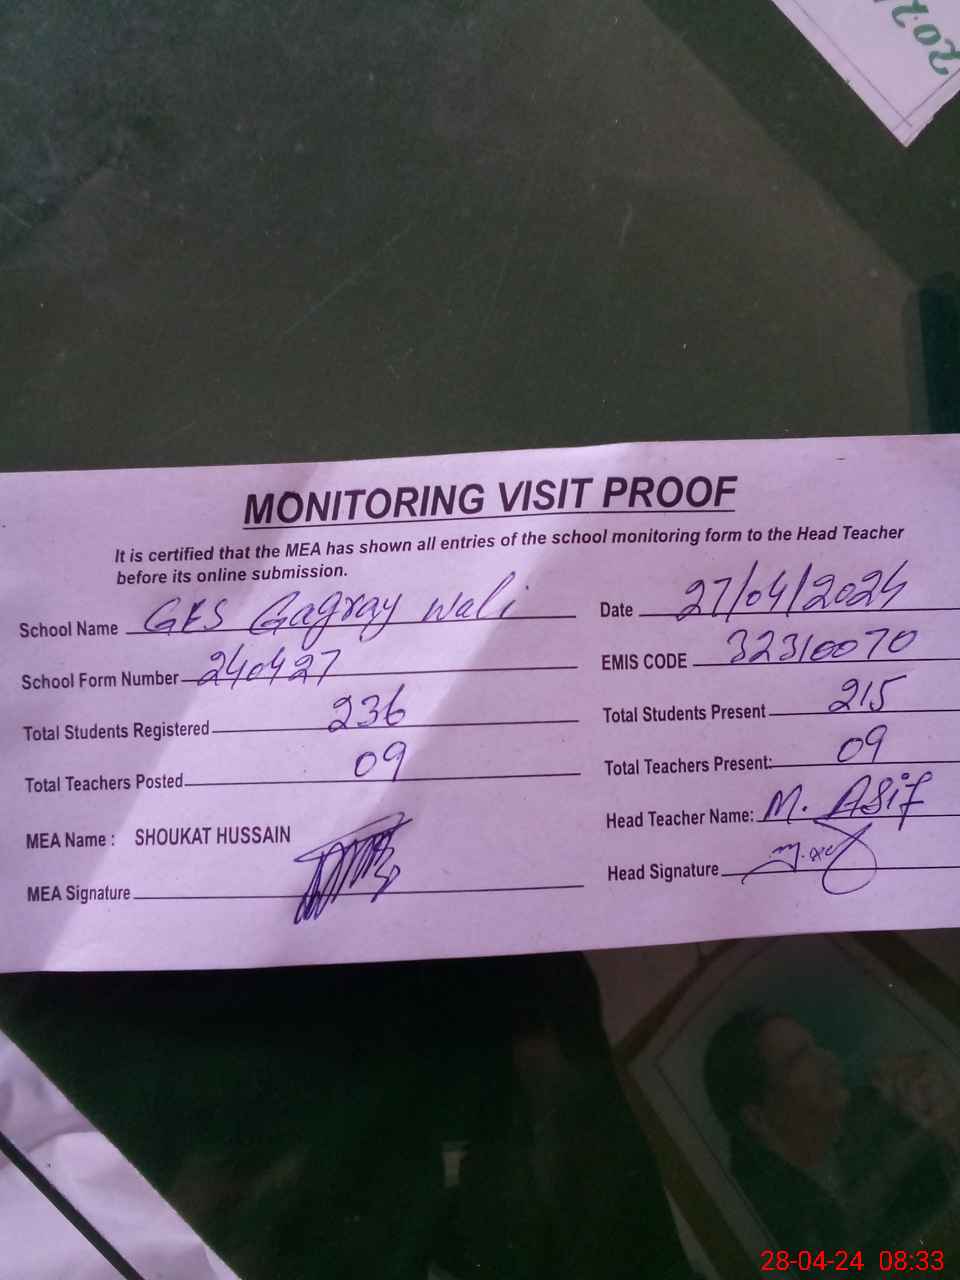 202
MONITORING VISIT PROOF
It is certified that the MEA has shown all entries of the school monitoring form to the Head Teacher
before its online submission.
School Name GES Gagray Wali Date 27/04/2024
School Form Number 240427 EMIS CODE 32310070
Total Students Registered 236 Total Students Present 215
Total Teachers Posted 09 Total Teachers Present: 09
MEA Name : SHOUKAT HUSSAIN Head Teacher Name: M. ASif
MEA Signature Head Signature
28-04-24 08:33